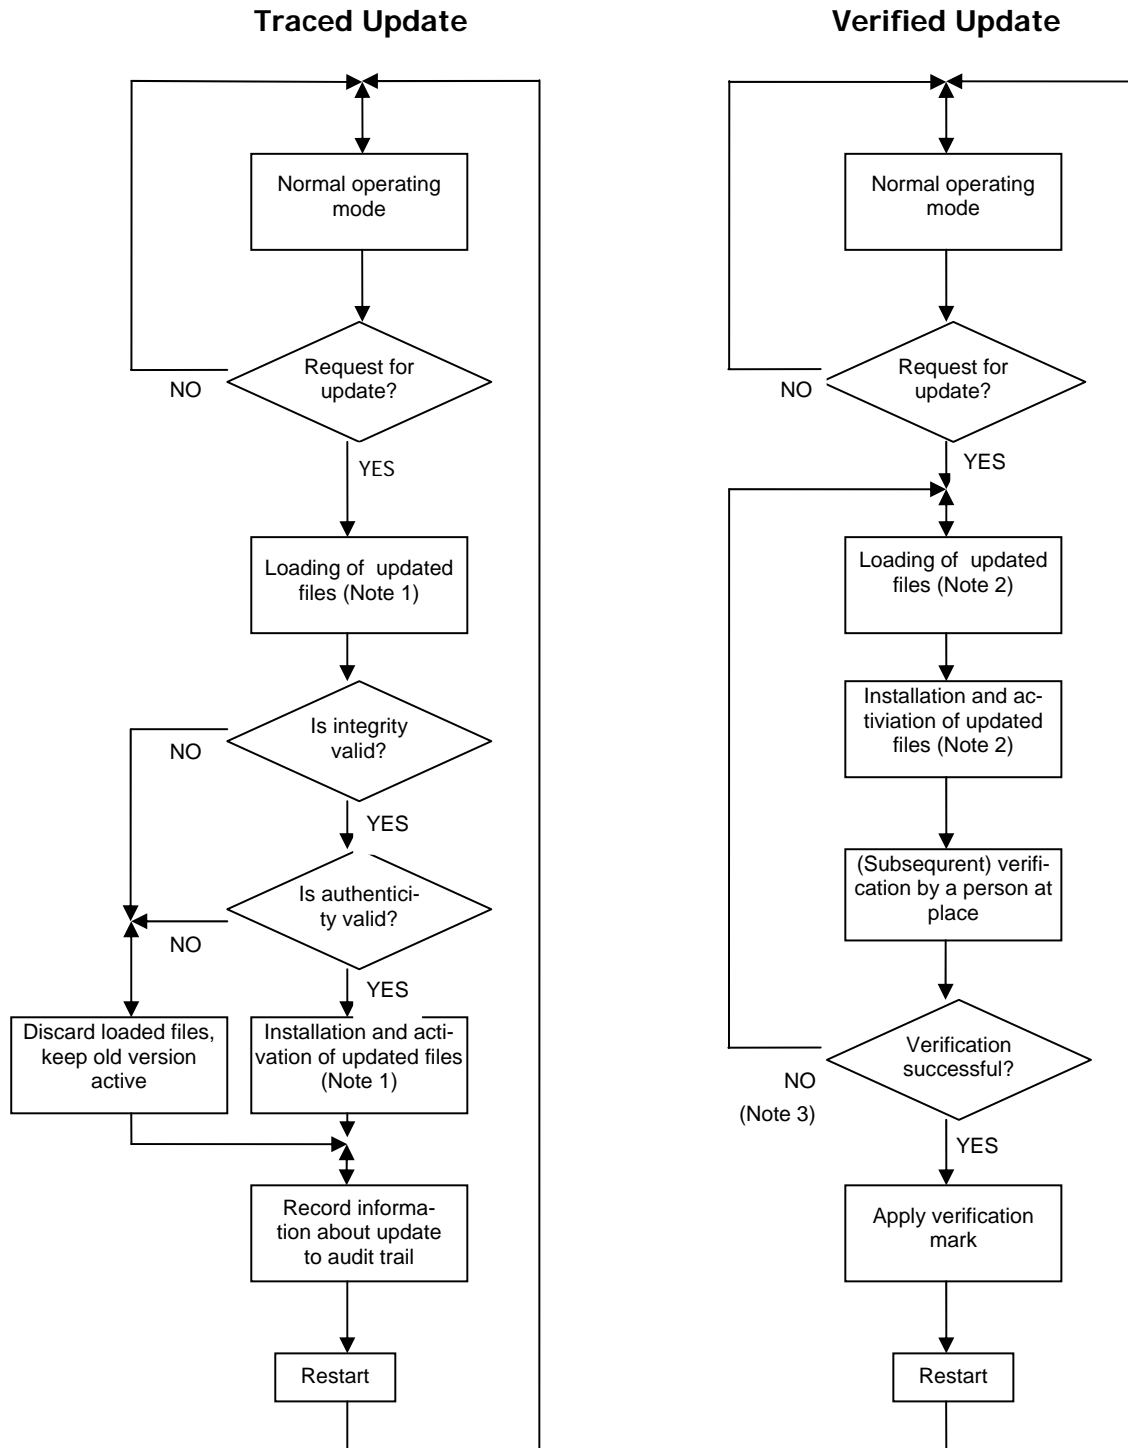 Traced Update
Normal operating
mode
Request for
update?
NO
YES
Loading of updated
files (Note 1)
Is integrity
valid?
NO
YES
Is authentici-
ty valid?
NO
YES
Discard loaded files,
keep old version
active
Installation and acti-
vation of updated files
(Note 1)
Record informa-
tion about update
to audit trail
Restart
Verified Update
Normal operating
mode
Request for
update?
NO
YES
Loading of updated
files (Note 2)
Installation and ac-
tiviation of updated
files (Note 2)
(Subsequrent) verifi-
cation by a person at
place
Verification
successful?
NO
(Note 3)
YES
Apply verification
mark
Restart